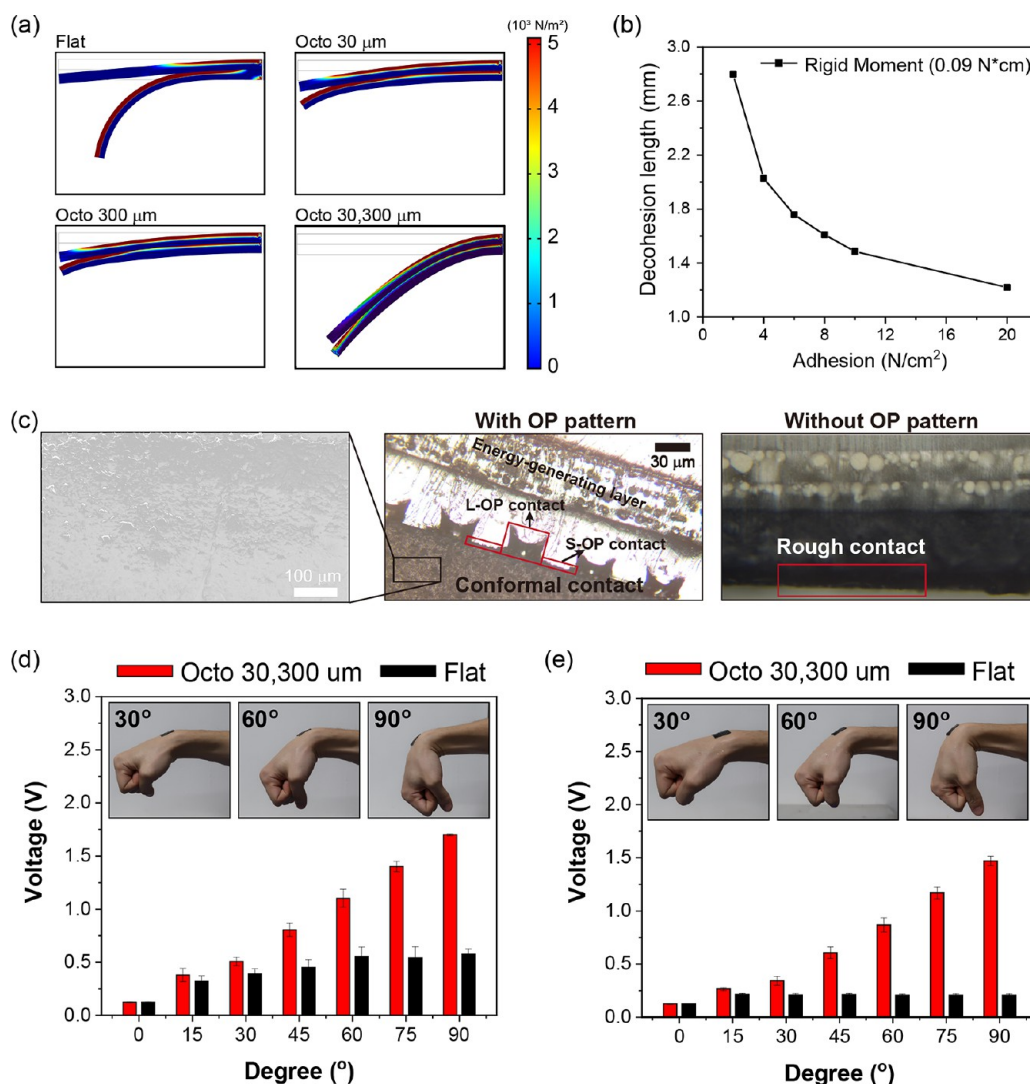 (a)
Flat
Octo 30 μm
(10³ N/m²)
5
4
3
2
1
0
Octo 300 μm
Octo 30,300 μm
(b)
Rigid Moment (0.09 N*cm)
Decohesion length (mm)
3.0
2.6
2.2
1.8
1.4
1.0
0 4 8 12 16 20
Adhesion (N/cm²)
(c)
With OP pattern
Without OP pattern
100 μm
30 μm
Energy-generating layer
L-OP contact
S-OP contact
Conformal contact
Rough contact
(d)
Octo 30,300 um Flat
Voltage (V)
3.0
2.5
2.0
1.5
1.0
0.5
0.0
30° 60° 90°
0 15 30 45 60 75 90
Degree (°)
(e)
Octo 30,300 um Flat
Voltage (V)
3.0
2.5
2.0
1.5
1.0
0.5
0.0
30° 60° 90°
0 15 30 45 60 75 90
Degree (°)